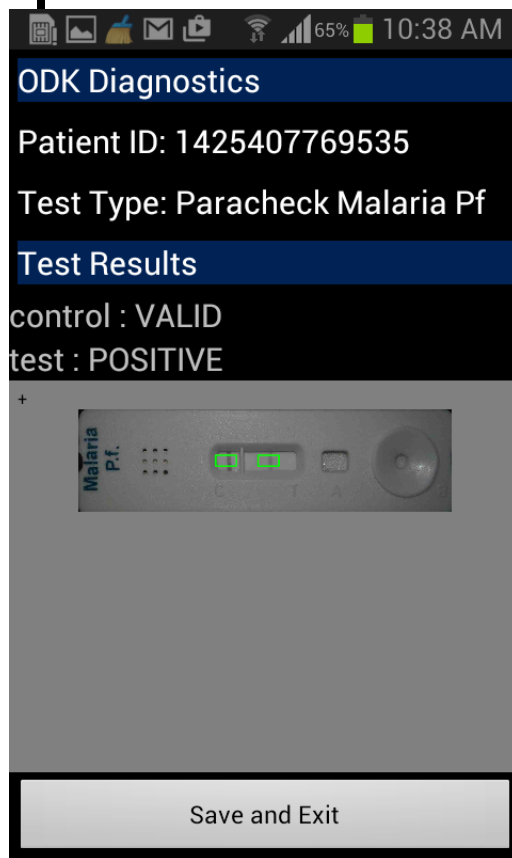 65% 10:38 AM
ODK Diagnostics
Patient ID: 1425407769535
Test Type: Paracheck Malaria Pf
Test Results
control : VALID
test : POSITIVE
+
Malaria
P.f.
C T A
Save and Exit